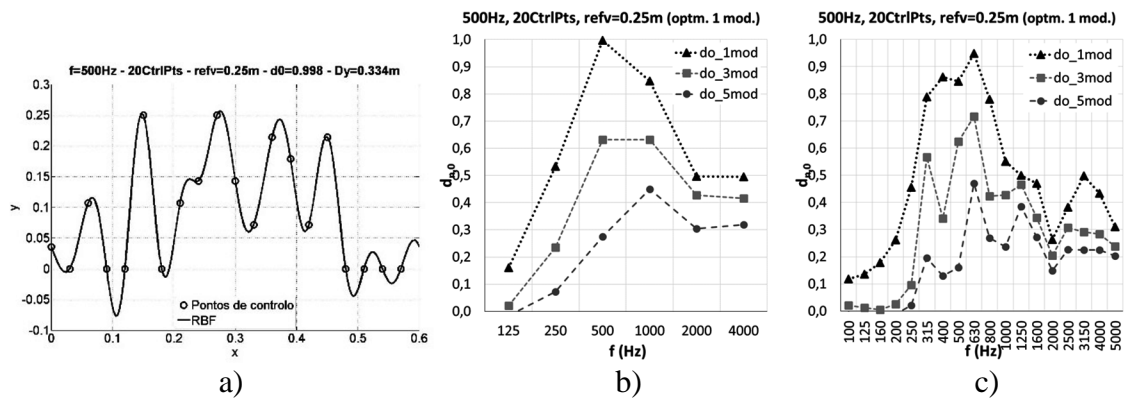 f=500Hz - 20CtrlPts - refv=0.25m - d0=0.998 - Dy=0.334m
0.3
0.25
0.2
0.15
0.1
0.05
0
-0.05
-0.1
y
Pontos de controlo
RBF
0 0.1 0.2 0.3 0.4 0.5 0.6
x
a)
500Hz, 20CtrlPts, refv=0.25m (optm. 1 mod.)
1,0
0,9
0,8
0,7
0,6
0,5
0,4
0,3
0,2
0,1
0,0
d_n,0
do_1mod
do_3mod
do_5mod
125 250 500 1000 2000 4000
f (Hz)
b)
500Hz, 20CtrlPts, refv=0.25m (optm. 1 mod.)
1,0
0,9
0,8
0,7
0,6
0,5
0,4
0,3
0,2
0,1
0,0
d_n,0
do_1mod
do_3mod
do_5mod
100 125 160 200 250 315 400 500 630 800 1000 1250 1600 2000 2500 3150 4000 5000
f (Hz)
c)